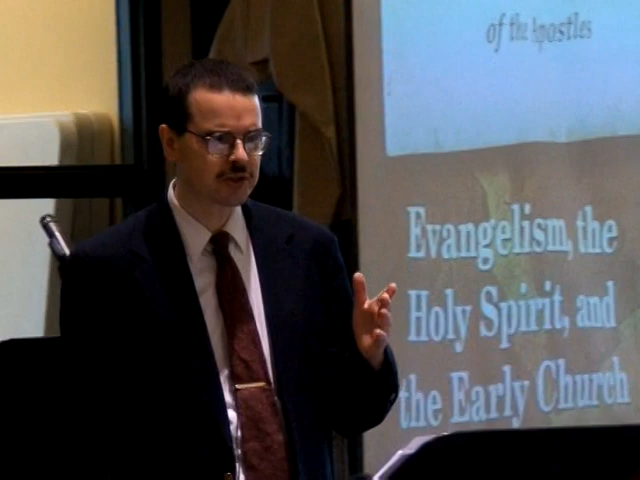 of the Apostles
Evangelism, the
Holy Spirit, and
the Early Church